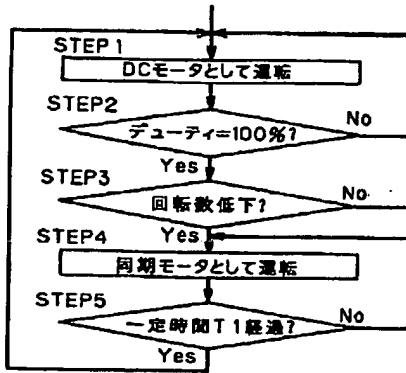 STEP1
DCモータとして運転
STEP2
デューティ=100%?
No
Yes
STEP3
回転数低下?
No
Yes
STEP4
同期モータとして運転
STEP5
一定時間T1経過?
No
Yes